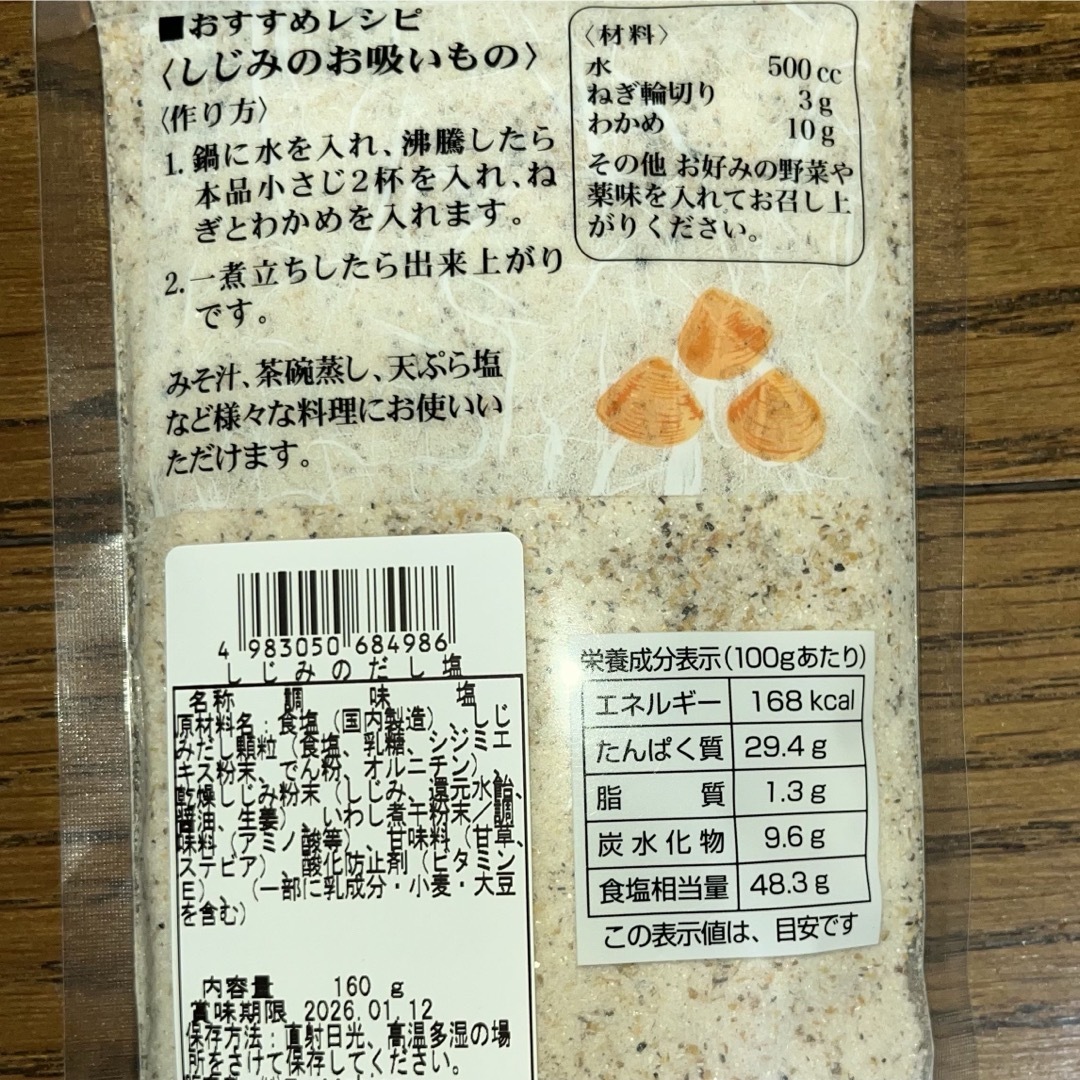 ■おすすめレシピ
〈しじみのお吸いもの〉
〈作り方〉
1. 鍋に水を入れ、沸騰したら
本品小さじ2杯を入れ、ね
ぎとわかめを入れます。
2. 一煮立ちしたら出来上がり
です。
みそ汁、茶碗蒸し、天ぷら塩
など様々な料理にお使いい
ただけます。
〈材料〉
水 500cc
ねぎ輪切り 3g
わかめ 10g
その他 お好みの野菜や
薬味を入れてお召し上
がりください。
4 983050 684986
しじみのだし塩
名称 調味塩
原材料名：食塩（国内製造）、しじ
みだし顆粒（食塩、乳糖、シジミエ
キス粉末、でん粉、オルニチン）、
乾燥しじみ粉末（しじみ、還元水飴、
醤油、生姜）、いわし煮干粉末／調
味料（アミノ酸等）、甘味料（甘草、
ステビア）、酸化防止剤（ビタミン
E）、（一部に乳成分・小麦・大豆
を含む）
内容量 160 g
賞味期限 2026.01.12
保存方法：直射日光、高温多湿の場
所をさけて保存してください。
栄養成分表示(100gあたり)
エネルギー 168 kcal
たんぱく質 29.4 g
脂質 1.3 g
炭水化物 9.6 g
食塩相当量 48.3 g
この表示値は、目安です